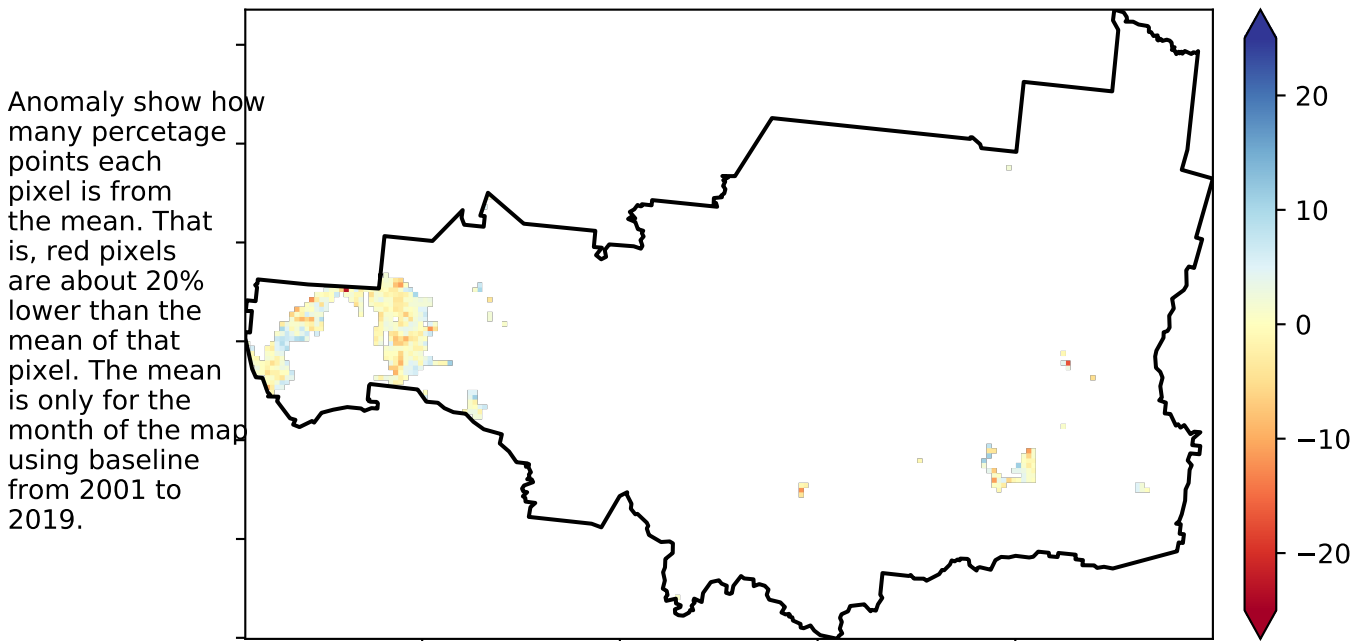 Anomaly show how
many percetage
points each
pixel is from
the mean. That
is, red pixels
are about 20%
lower than the
mean of that
pixel. The mean
is only for the
month of the map
using baseline
from 2001 to
2019.
20
10
0
−10
−20